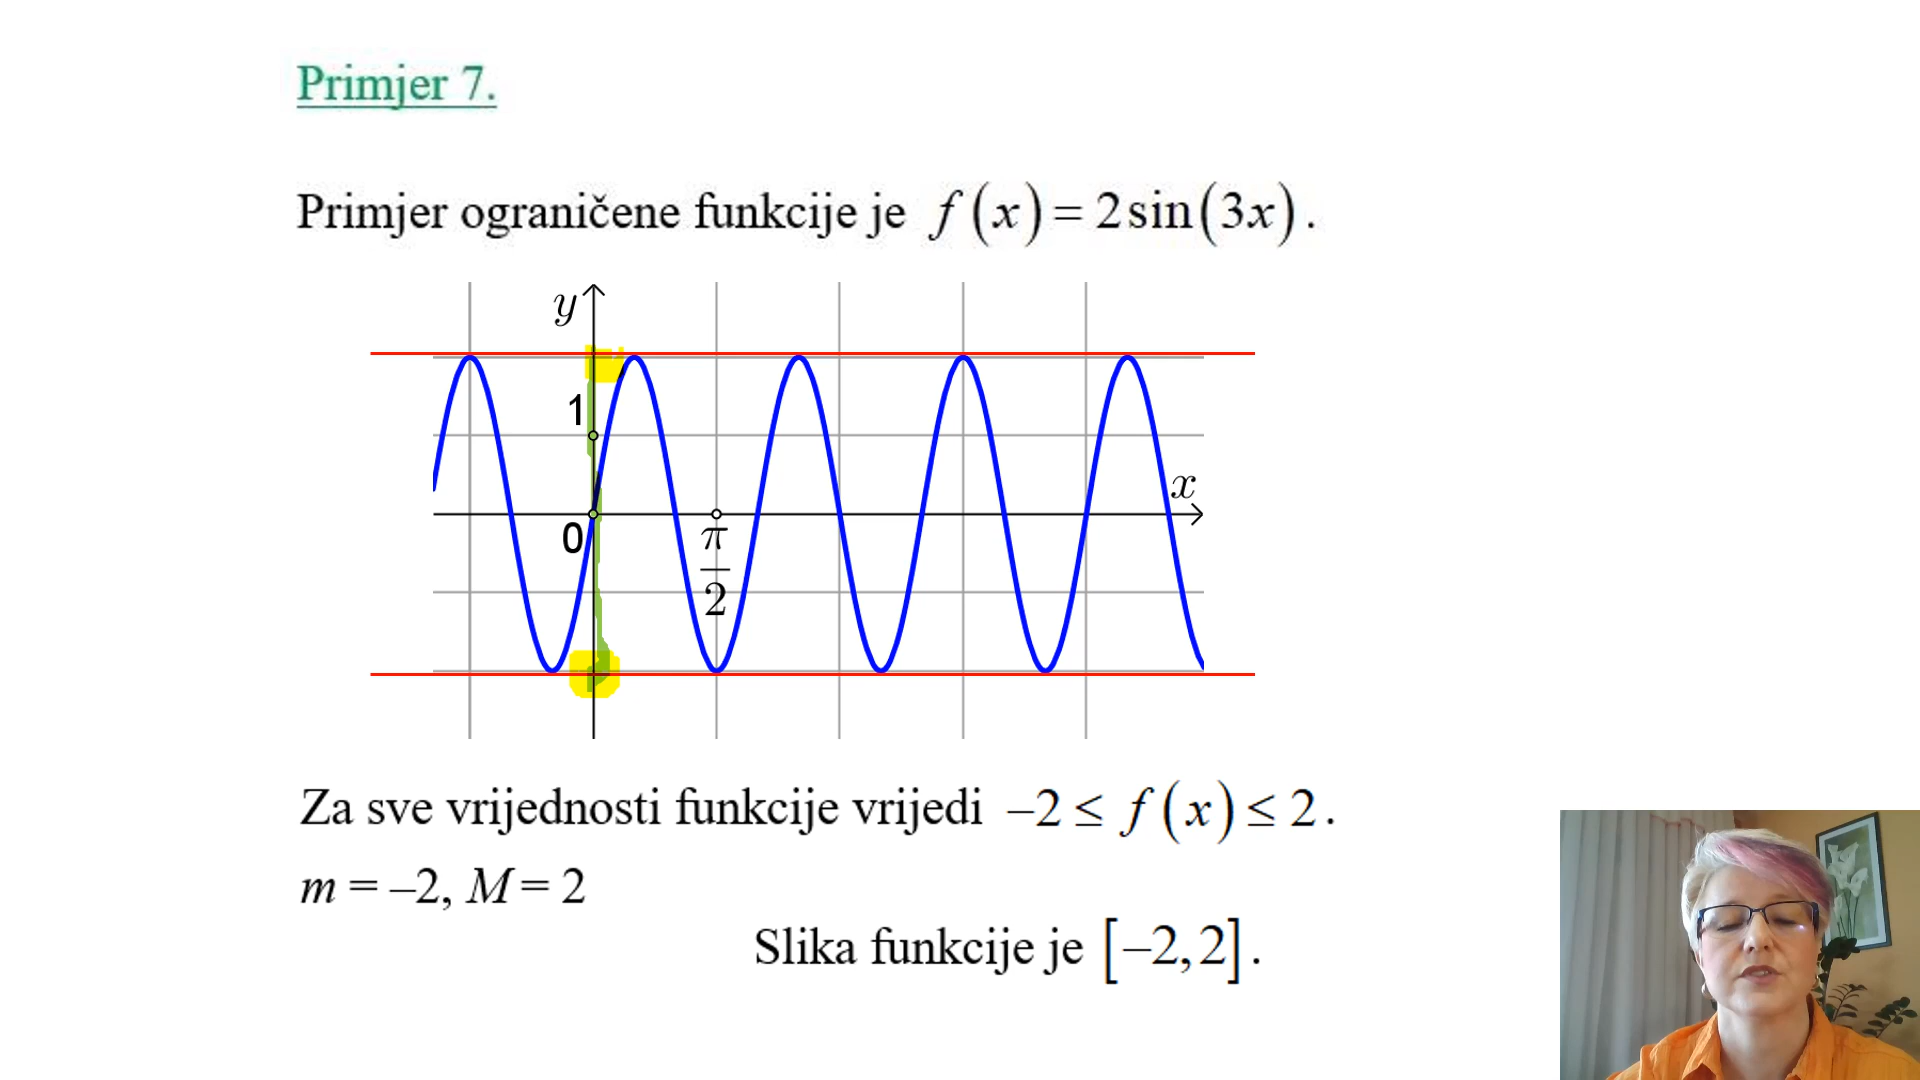 Primjer 7.
Primjer ograničene funkcije je f(x) = 2sin(3x).
y
1
x
0
π/2
Za sve vrijednosti funkcije vrijedi –2 ≤ f(x) ≤ 2.
m = –2, M = 2
Slika funkcije je [–2,2].